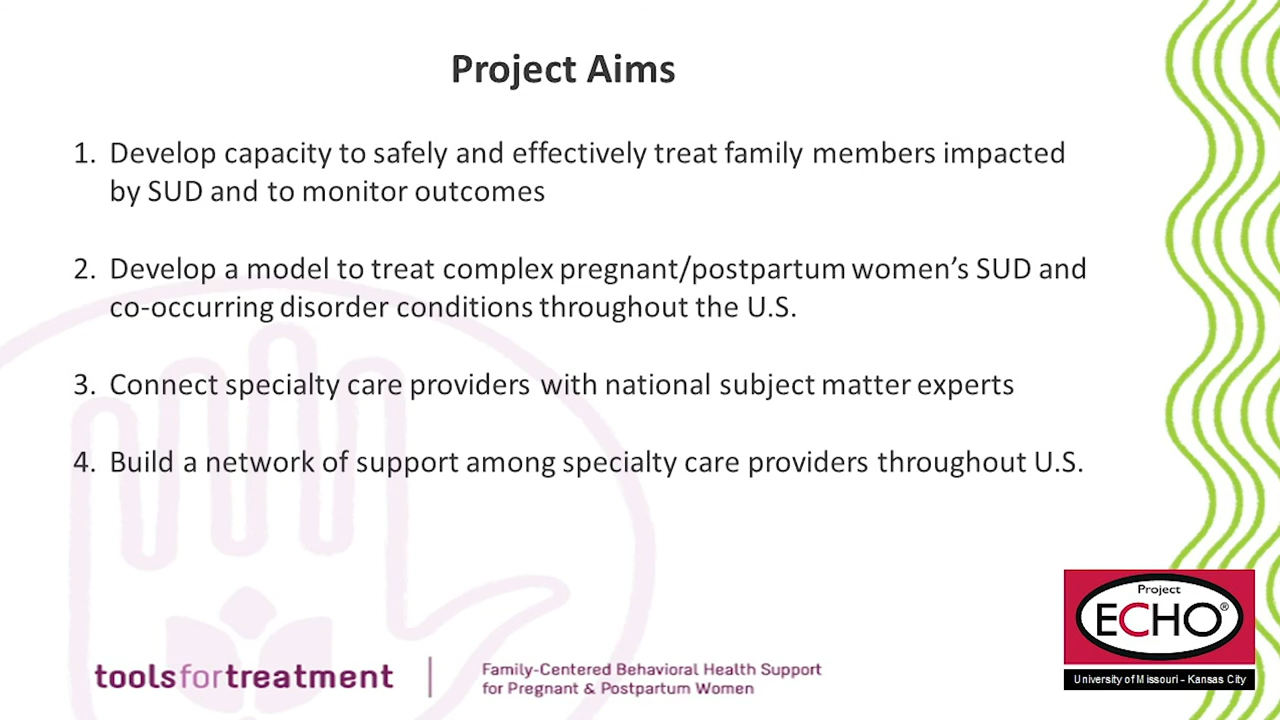 Project Aims
1. Develop capacity to safely and effectively treat family members impacted
by SUD and to monitor outcomes
2. Develop a model to treat complex pregnant/postpartum women’s SUD and
co-occurring disorder conditions throughout the U.S.
3. Connect specialty care providers with national subject matter experts
4. Build a network of support among specialty care providers throughout U.S.
toolsfortreatment
Family-Centered Behavioral Health Support
for Pregnant & Postpartum Women
Project
ECHO®
University of Missouri - Kansas City